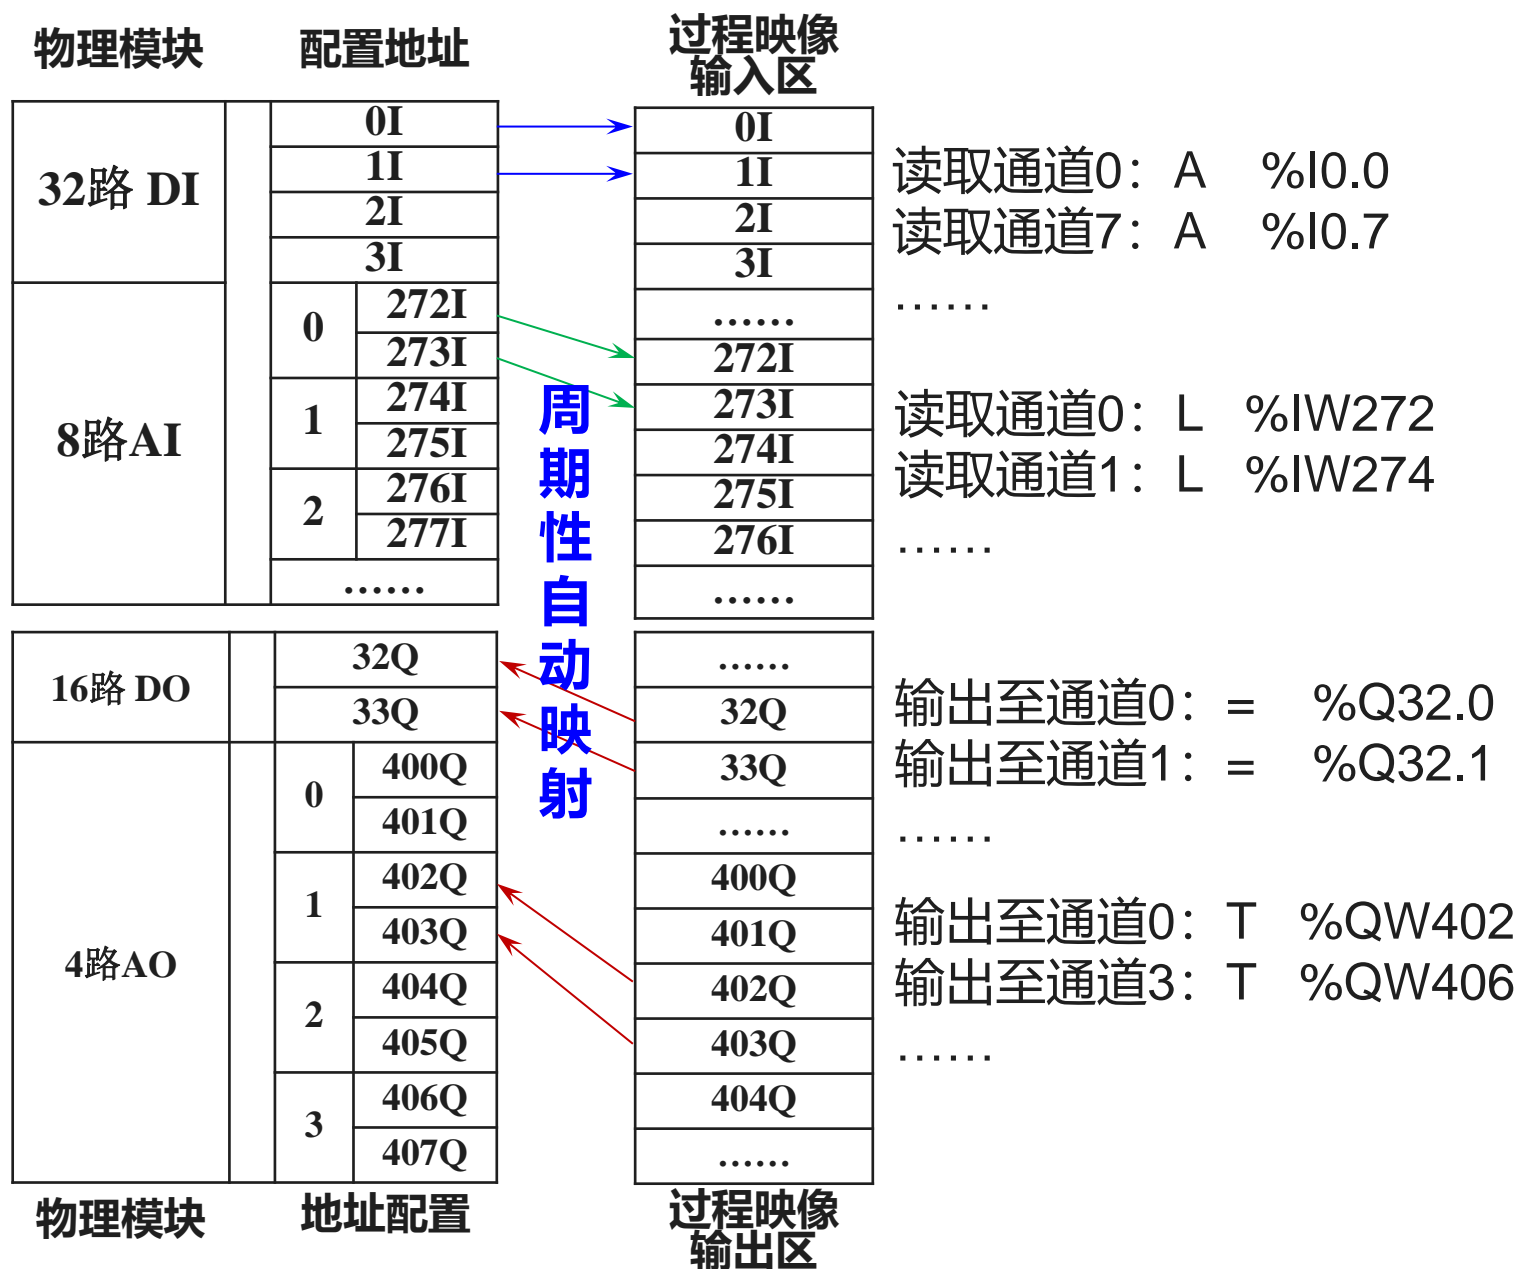 物理模块
配置地址
过程映像
输入区
32路 DI
0I
1I
2I
3I
8路AI
0
272I
273I
1
274I
275I
2
276I
277I
……
周期性自动映射
0I
1I
2I
3I
……
272I
273I
274I
275I
276I
……
读取通道0：A %I0.0
读取通道7：A %I0.7
……
读取通道0：L %IW272
读取通道1：L %IW274
……
16路 DO
32Q
33Q
4路AO
0
400Q
401Q
1
402Q
403Q
2
404Q
405Q
3
406Q
407Q
……
32Q
33Q
……
400Q
401Q
402Q
403Q
404Q
……
输出至通道0：= %Q32.0
输出至通道1：= %Q32.1
……
输出至通道0：T %QW402
输出至通道3：T %QW406
……
物理模块
地址配置
过程映像
输出区